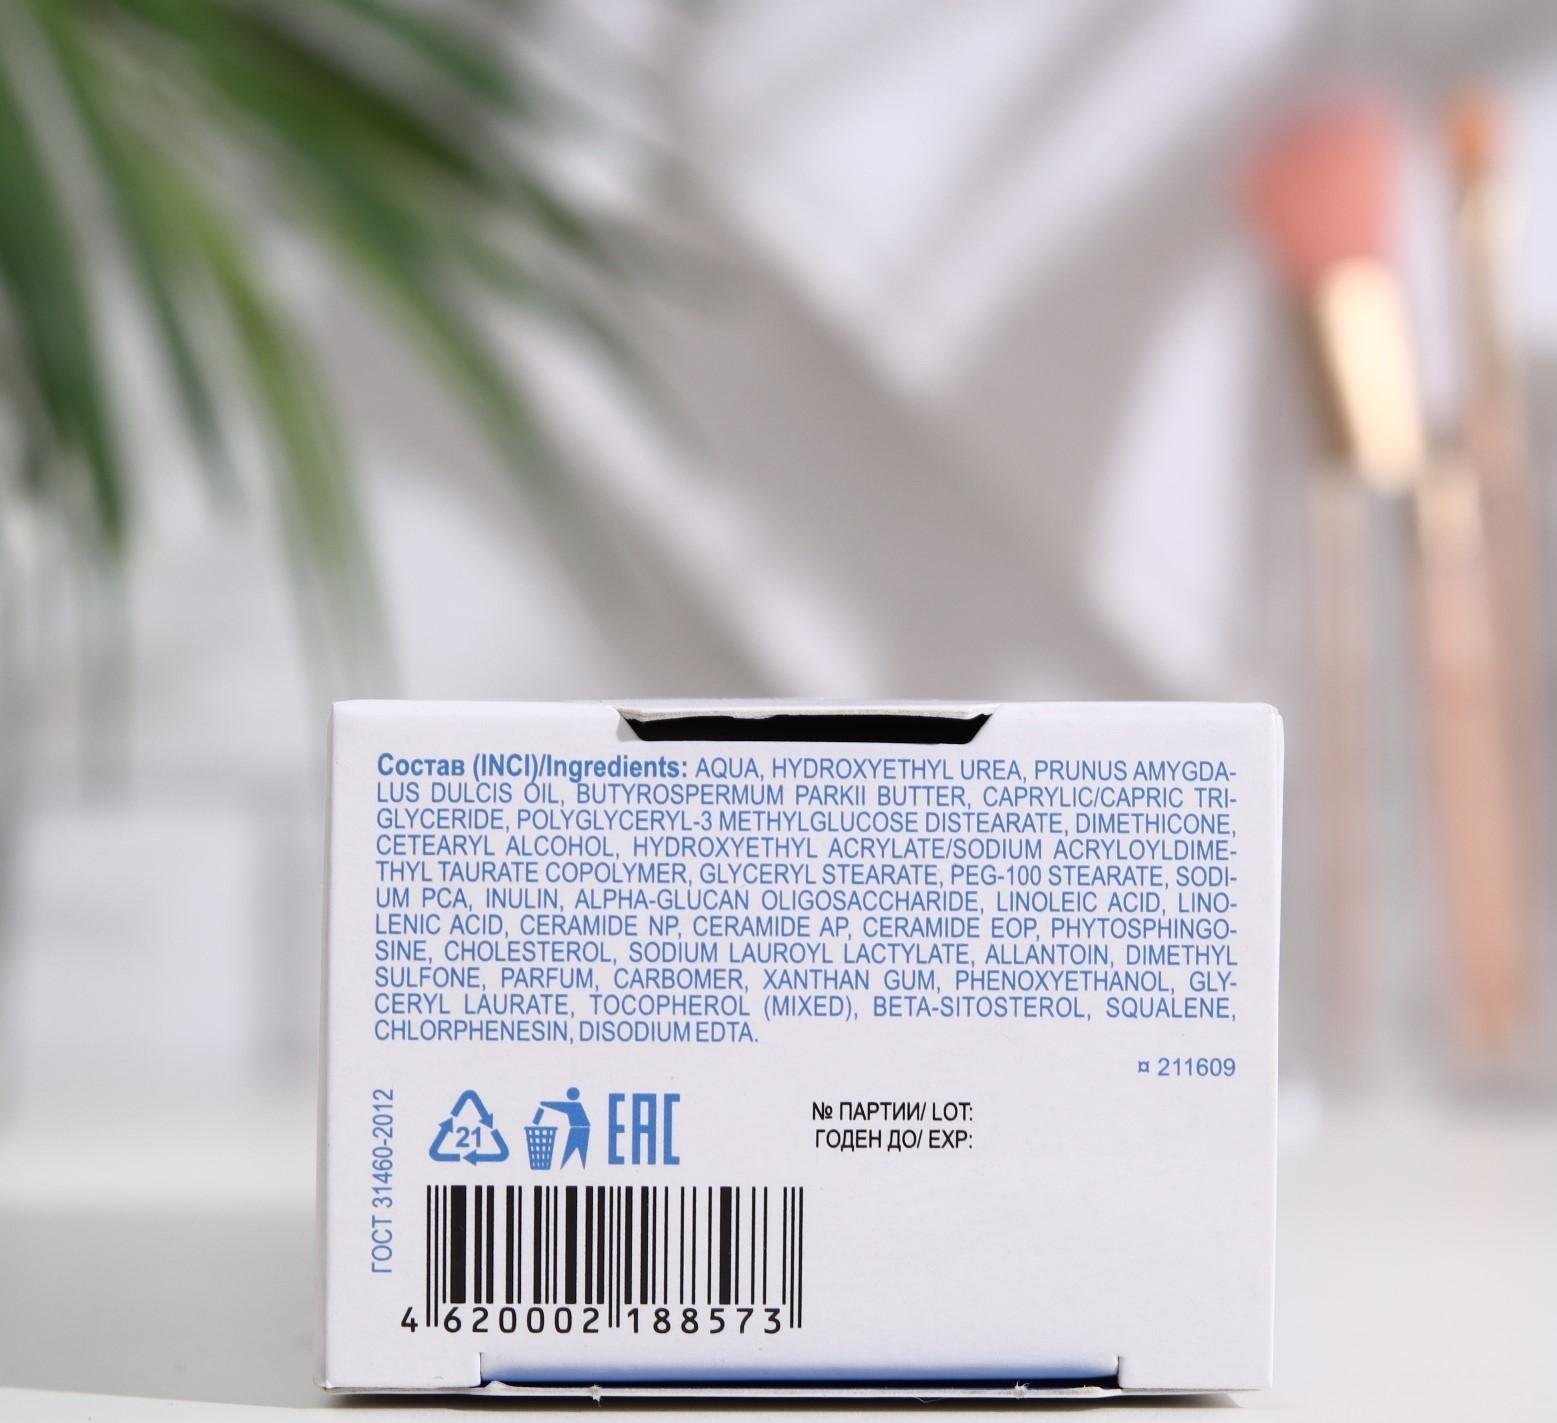 Состав (INCI)/Ingredients: AQUA, HYDROXYETHYL UREA, PRUNUS AMYGDA-
LUS DULCIS OIL, BUTYROSPERMUM PARKII BUTTER, CAPRYLIC/CAPRIC TRI-
GLYCERIDE, POLYGLYCERYL-3 METHYLGLUCOSE DISTEARATE, DIMETHICONE,
CETEARYL ALCOHOL, HYDROXYETHYL ACRYLATE/SODIUM ACRYLOYLDIME-
THYL TAURATE COPOLYMER, GLYCERYL STEARATE, PEG-100 STEARATE, SODI-
UM PCA, INULIN, ALPHA-GLUCAN OLIGOSACCHARIDE, LINOLEIC ACID, LINO-
LENIC ACID, CERAMIDE NP, CERAMIDE AP, CERAMIDE EOP, PHYTOSPHINGO-
SINE, CHOLESTEROL, SODIUM LAUROYL LACTYLATE, ALLANTOIN, DIMETHYL
SULFONE, PARFUM, CARBOMER, XANTHAN GUM, PHENOXYETHANOL, GLY-
CERYL LAURATE, TOCOPHEROL (MIXED), BETA-SITOSTEROL, SQUALENE,
CHLORPHENESIN, DISODIUM EDTA.
¤ 211609
ГОСТ 31460-2012
21
EAC
№ ПАРТИИ/ LOT:
ГОДЕН ДО/ EXP:
4 620002 188573